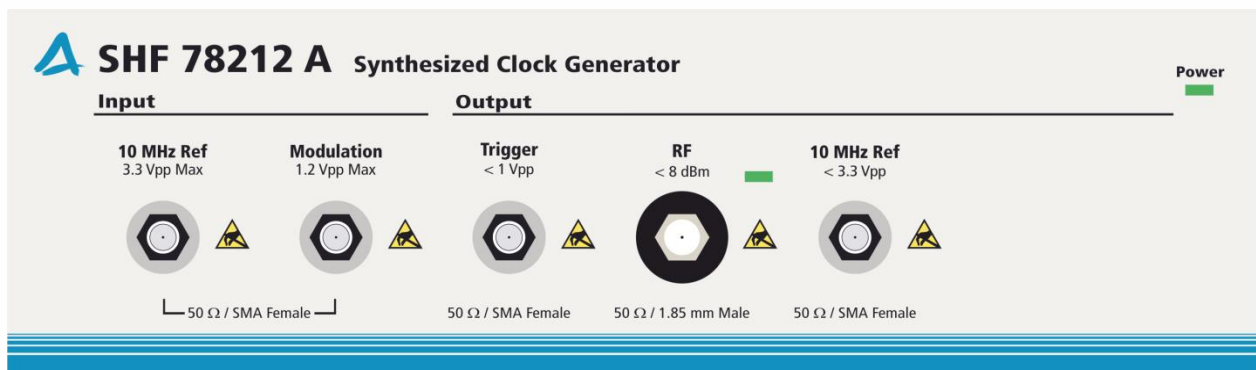 SHF 78212 A Synthesized Clock Generator
Power
Input
Output
10 MHz Ref
3.3 Vpp Max
Modulation
1.2 Vpp Max
Trigger
< 1 Vpp
RF
< 8 dBm
10 MHz Ref
< 3.3 Vpp
50 Ω / SMA Female
50 Ω / SMA Female
50 Ω / 1.85 mm Male
50 Ω / SMA Female